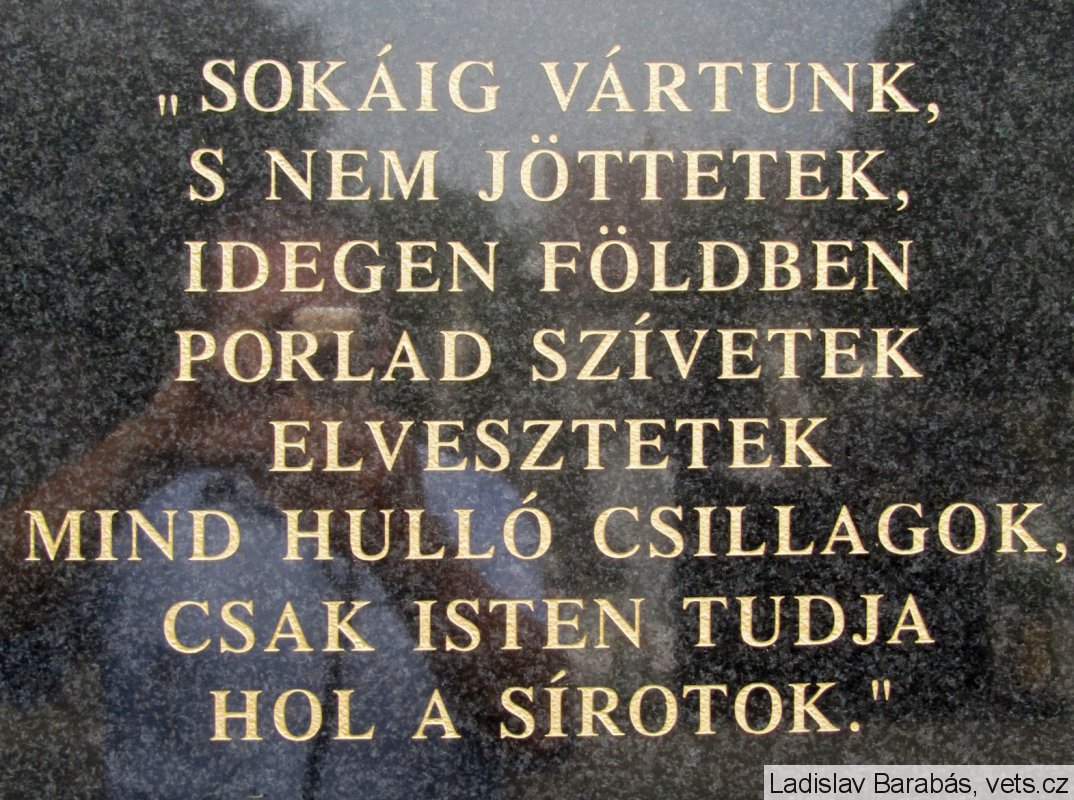 „SOKÁIG VÁRTUNK,
S NEM JÖTTETEK,
IDEGEN FÖLDBEN
PORLAD SZÍVETEK
ELVESZTETEK
MIND HULLÓ CSILLAGOK,
CSAK ISTEN TUDJA
HOL A SÍROTOK."
Ladislav Barabás, vets.cz